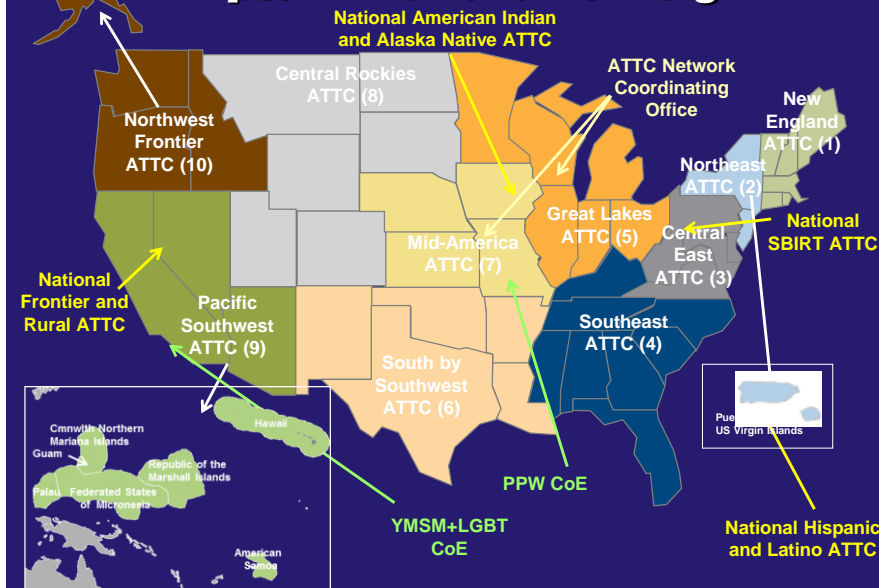 National American Indian
and Alaska Native ATTC
Central Rockies
ATTC (8)
ATTC Network
Coordinating
Office
New
England
ATTC (1)
Northwest
Frontier
ATTC (10)
Northeast
ATTC (2)
Great Lakes
ATTC (5)
National
SBIRT ATTC
Mid-America
ATTC (7)
Central
East
ATTC (3)
National
Frontier and
Rural ATTC
Pacific
Southwest
ATTC (9)
Southeast
ATTC (4)
South by
Southwest
ATTC (6)
Hawaii
Cmnwlth Northern
Mariana Islands
Guam
Republic of the
Marshall Islands
Palau
Federated States
of Micronesia
American
Samoa
US Virgin Islands
PPW CoE
YMSM+LGBT
CoE
National Hispanic
and Latino ATTC